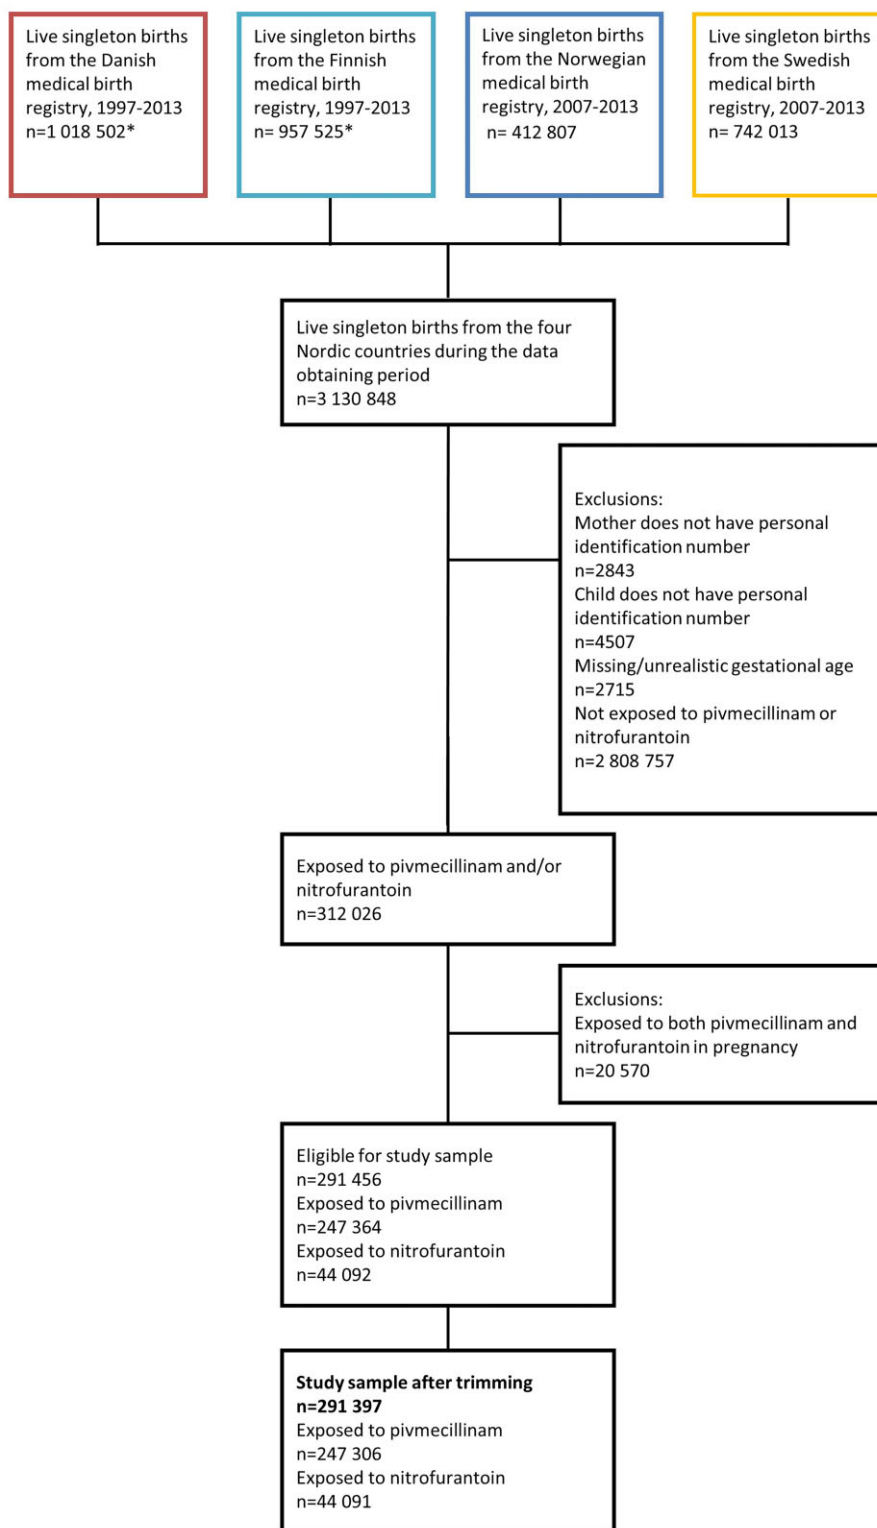 Live singleton births
from the Danish
medical birth
registry, 1997-2013
n=1 018 502*
Live singleton births
from the Finnish
medical birth
registry, 1997-2013
n= 957 525*
Live singleton births
from the Norwegian
medical birth
registry, 2007-2013
n= 412 807
Live singleton births
from the Swedish
medical birth
registry, 2007-2013
n= 742 013
Live singleton births from the four
Nordic countries during the data
obtaining period
n=3 130 848
Exclusions:
Mother does not have personal
identification number
n=2843
Child does not have personal
identification number
n=4507
Missing/unrealistic gestational age
n=2715
Not exposed to pivmecillinam or
nitrofurantoin
n=2 808 757
Exposed to pivmecillinam and/or
nitrofurantoin
n=312 026
Exclusions:
Exposed to both pivmecillinam and
nitrofurantoin in pregnancy
n=20 570
Eligible for study sample
n=291 456
Exposed to pivmecillinam
n=247 364
Exposed to nitrofurantoin
n=44 092
Study sample after trimming
n=291 397
Exposed to pivmecillinam
n=247 306
Exposed to nitrofurantoin
n=44 091